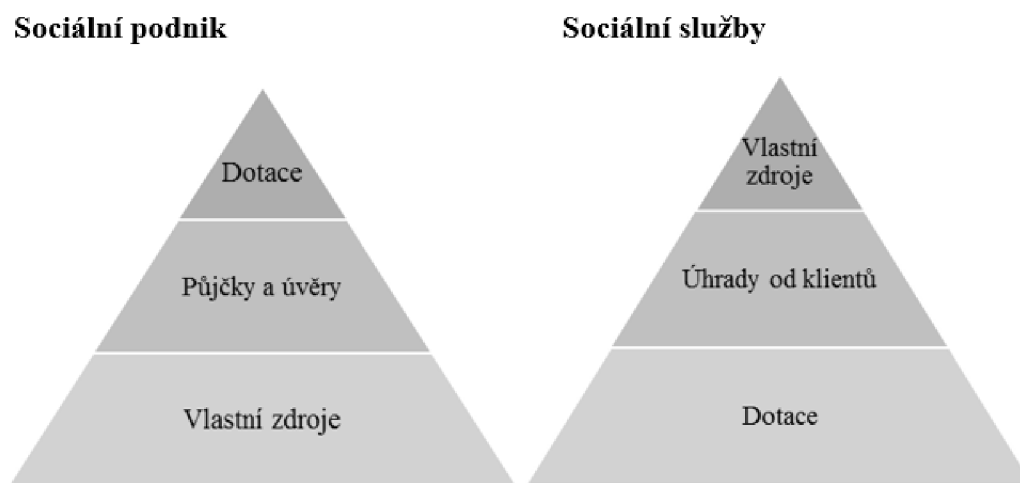 Sociální podnik
Dotace
Půjčky a úvěry
Vlastní zdroje
Sociální služby
Vlastní
zdroje
Úhrady od klientů
Dotace